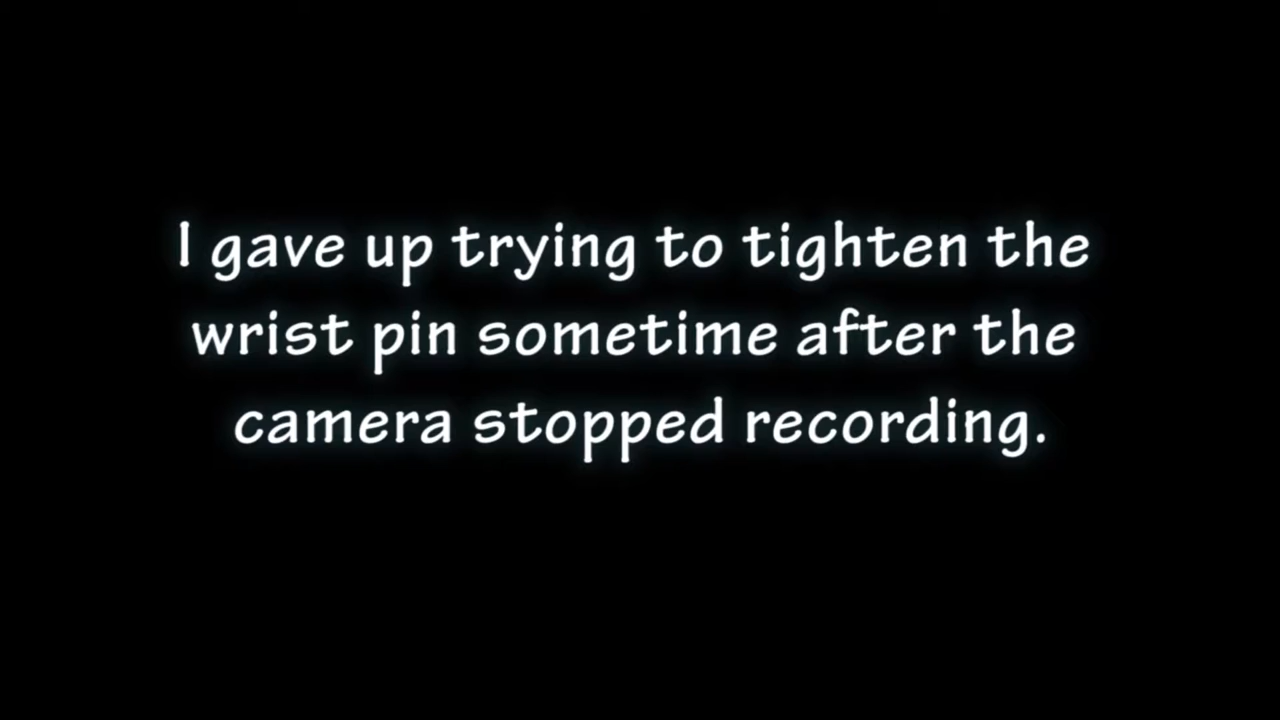 I gave up trying to tighten the
wrist pin sometime after the
camera stopped recording.